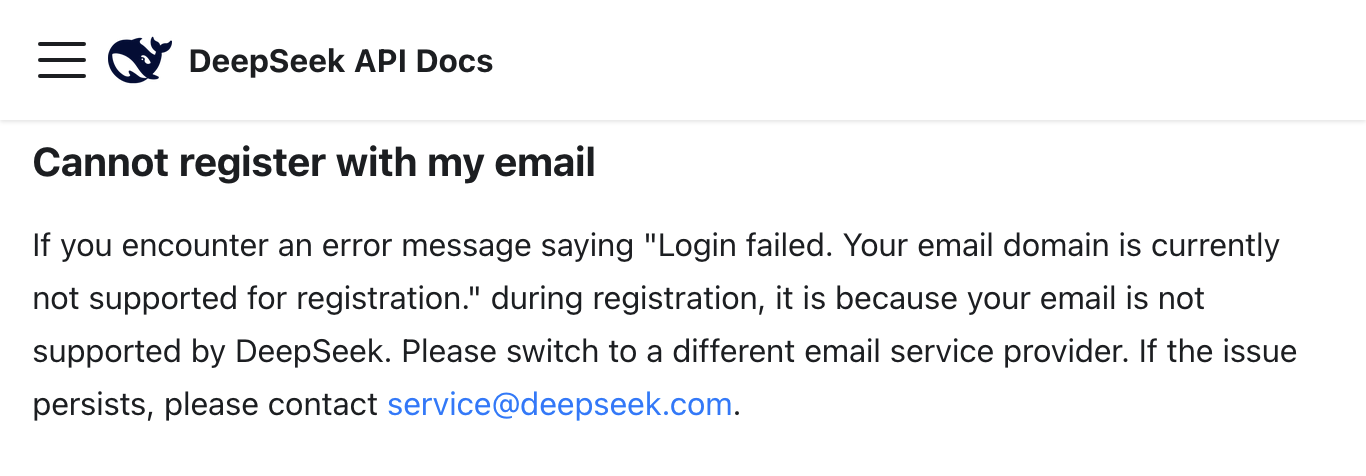 DeepSeek API Docs
Cannot register with my email
If you encounter an error message saying "Login failed. Your email domain is currently
not supported for registration." during registration, it is because your email is not
supported by DeepSeek. Please switch to a different email service provider. If the issue
persists, please contact service@deepseek.com.